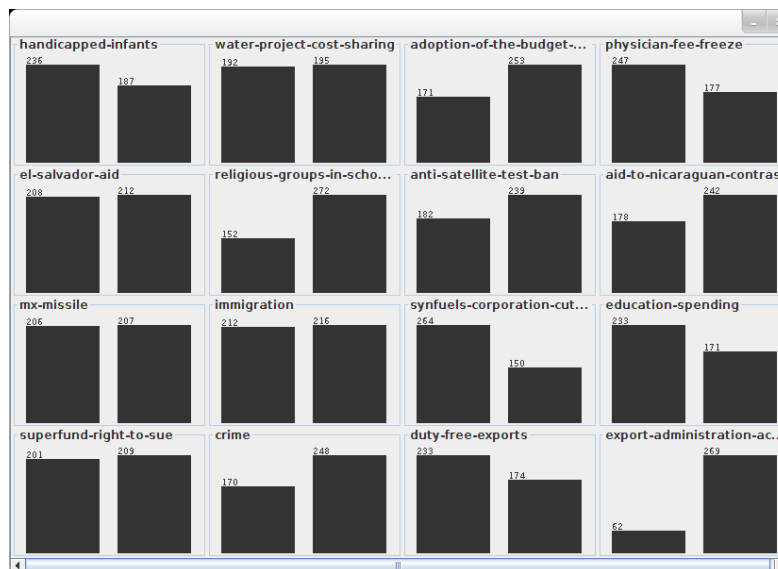 handicapped-infants water-project-cost-sharing adoption-of-the-budget-... physician-fee-freeze
236 187 192 195 171 253 247 177
el-salvador-aid religious-groups-in-scho... anti-satellite-test-ban aid-to-nicaraguan-contras
208 212 152 272 182 239 178 242
mx-missile immigration synfuels-corporation-cut... education-spending
206 207 212 216 264 150 233 171
superfund-right-to-sue crime duty-free-exports export-administration-ac...
201 209 170 248 233 174 62 269